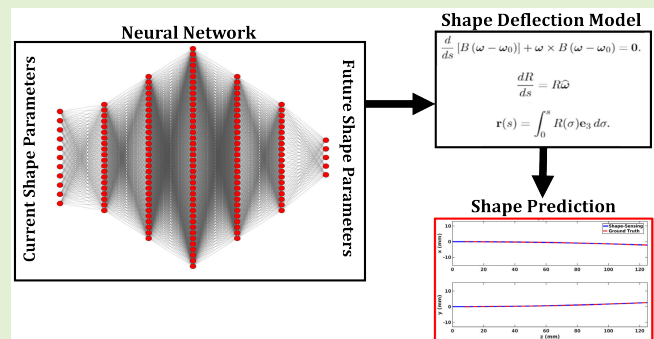 Neural Network
Current Shape Parameters
Future Shape Parameters
Shape Deflection Model
d/ds [B (ω − ω₀)] + ω × B (ω − ω₀) = 0.
dR/ds = Rω̂
r(s) = ∫₀ˢ R(σ)e₃ dσ.
Shape Prediction
Shape-Sensing
Ground Truth
x (mm)
10
0
-10
0 20 40 60 80 100 120
y (mm)
10
0
-10
0 20 40 60 80 100 120
z (mm)